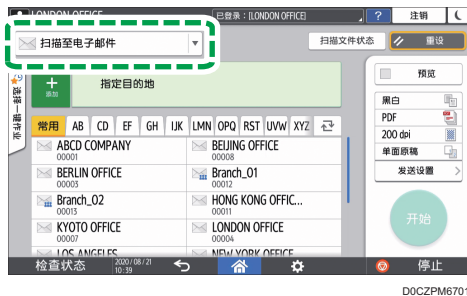 LONDON OFFICE
已登录：[LONDON OFFICE]
?
注销
扫描至电子邮件
扫描文件状态
重设
选择一键作业
添加
指定目的地
预览
常用 AB CD EF GH IJK LMN OPQ RST UVW XYZ
黑白
PDF
200 dpi
单面原稿
发送设置
ABCD COMPANY
00001
BEIJING OFFICE
00008
BERLIN OFFICE
00003
Branch_01
00012
Branch_02
00013
HONG KONG OFFIC...
00011
KYOTO OFFICE
00007
LONDON OFFICE
00004
LOS ANGELES
NEW YORK OFFICE
开始
检查状态
2020/08/21
10:39
停止
D0CZPM6701